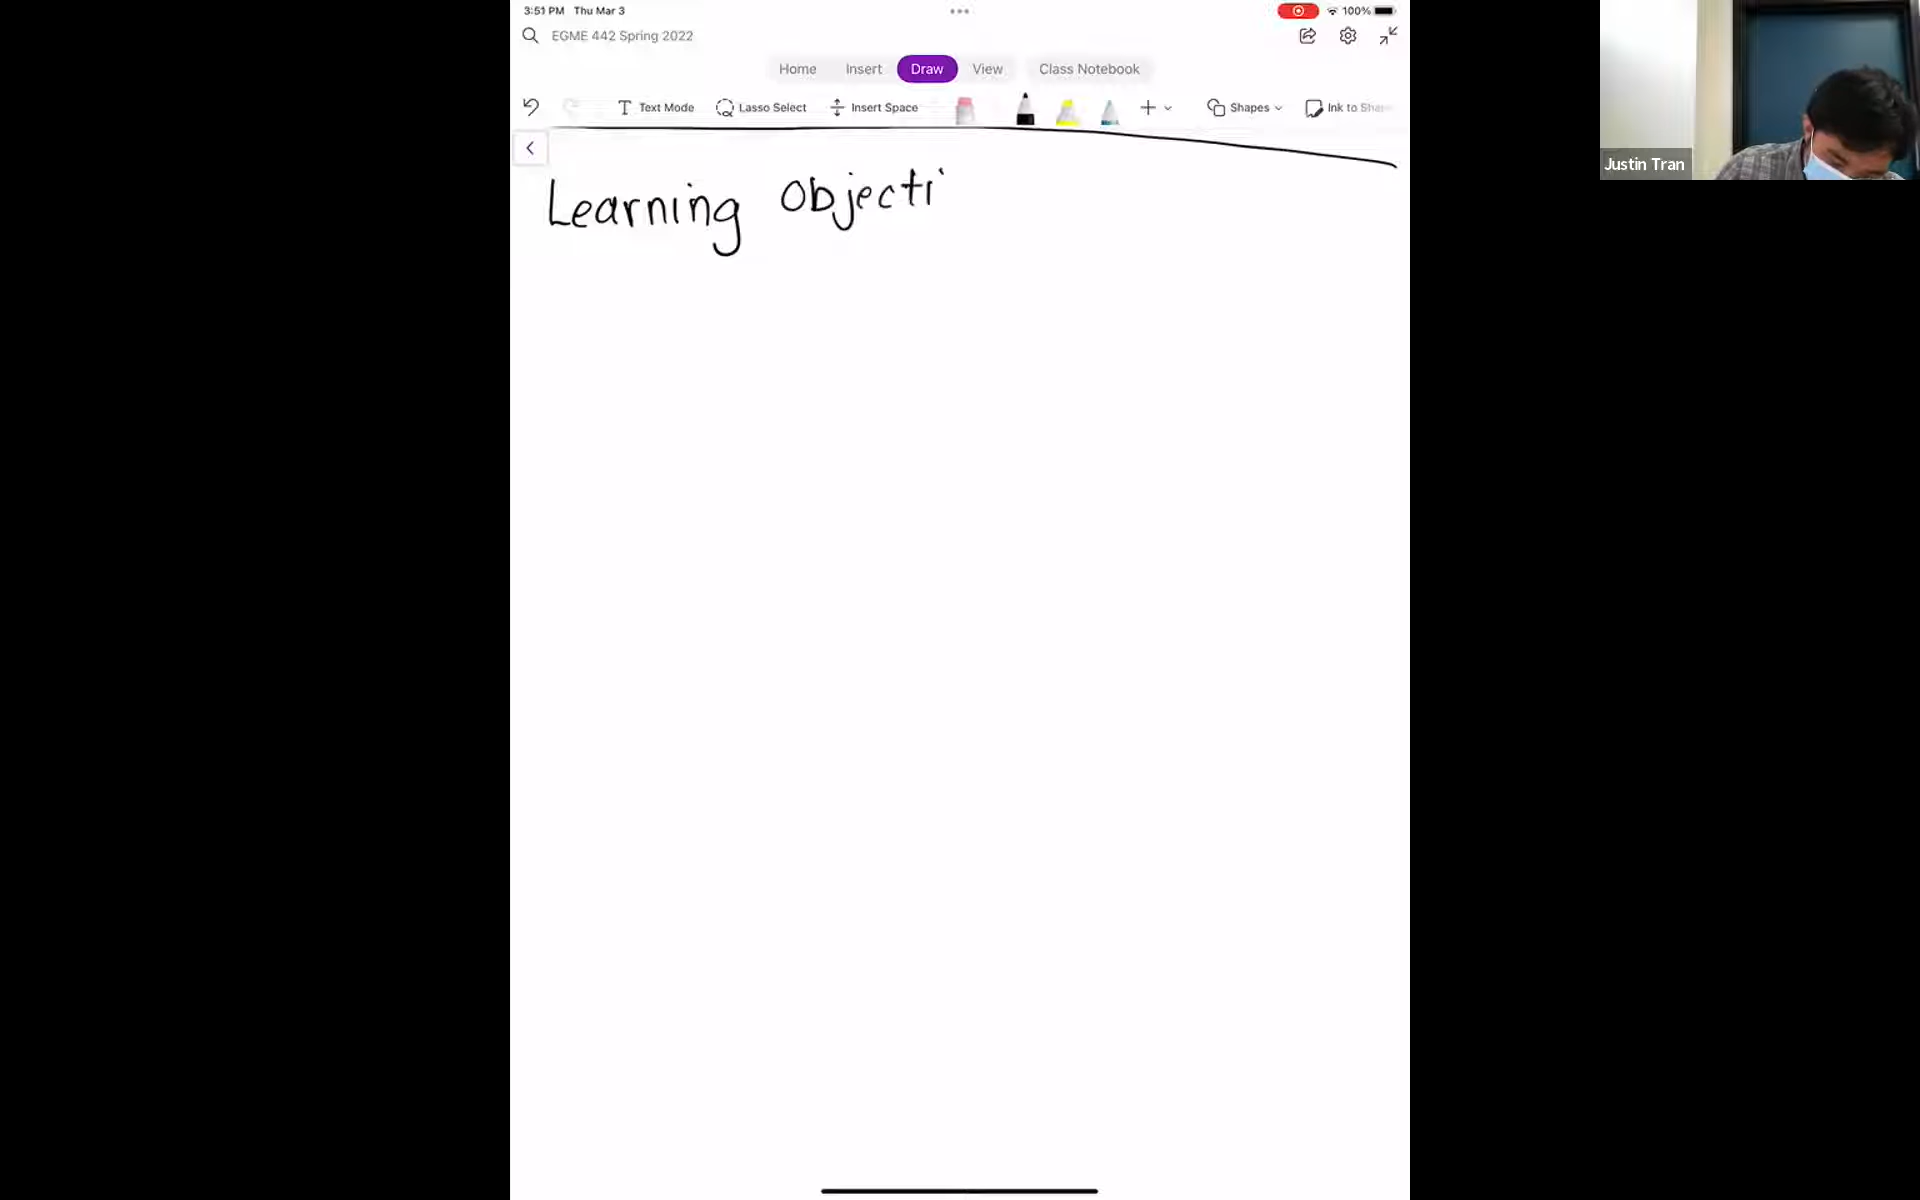 3:51 PM Thu Mar 3
100%
EGME 442 Spring 2022
Home Insert Draw View Class Notebook
Text Mode Lasso Select Insert Space Shapes Ink to Shap
Learning Objecti
Justin Tran